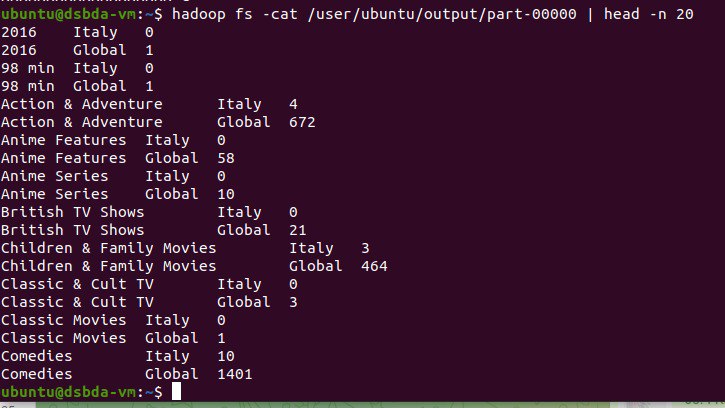 ubuntu@dsbda-vm:~$ hadoop fs -cat /user/ubuntu/output/part-00000 | head -n 20
2016 Italy 0
2016 Global 1
98 min Italy 0
98 min Global 1
Action & Adventure Italy 4
Action & Adventure Global 672
Anime Features Italy 0
Anime Features Global 58
Anime Series Italy 0
Anime Series Global 10
British TV Shows Italy 0
British TV Shows Global 21
Children & Family Movies Italy 3
Children & Family Movies Global 464
Classic & Cult TV Italy 0
Classic & Cult TV Global 3
Classic Movies Italy 0
Classic Movies Global 1
Comedies Italy 10
Comedies Global 1401
ubuntu@dsbda-vm:~$